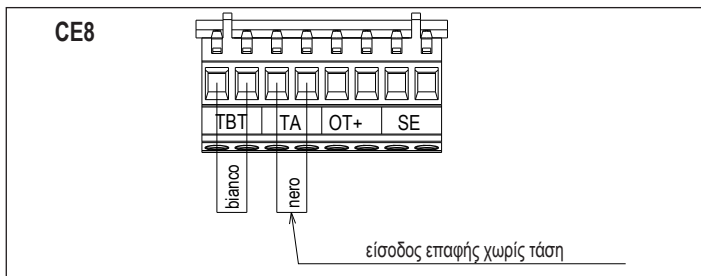 CE8
TBT TA OT+ SE
bianco
nero
είσοδος επαφής χωρίς τάση